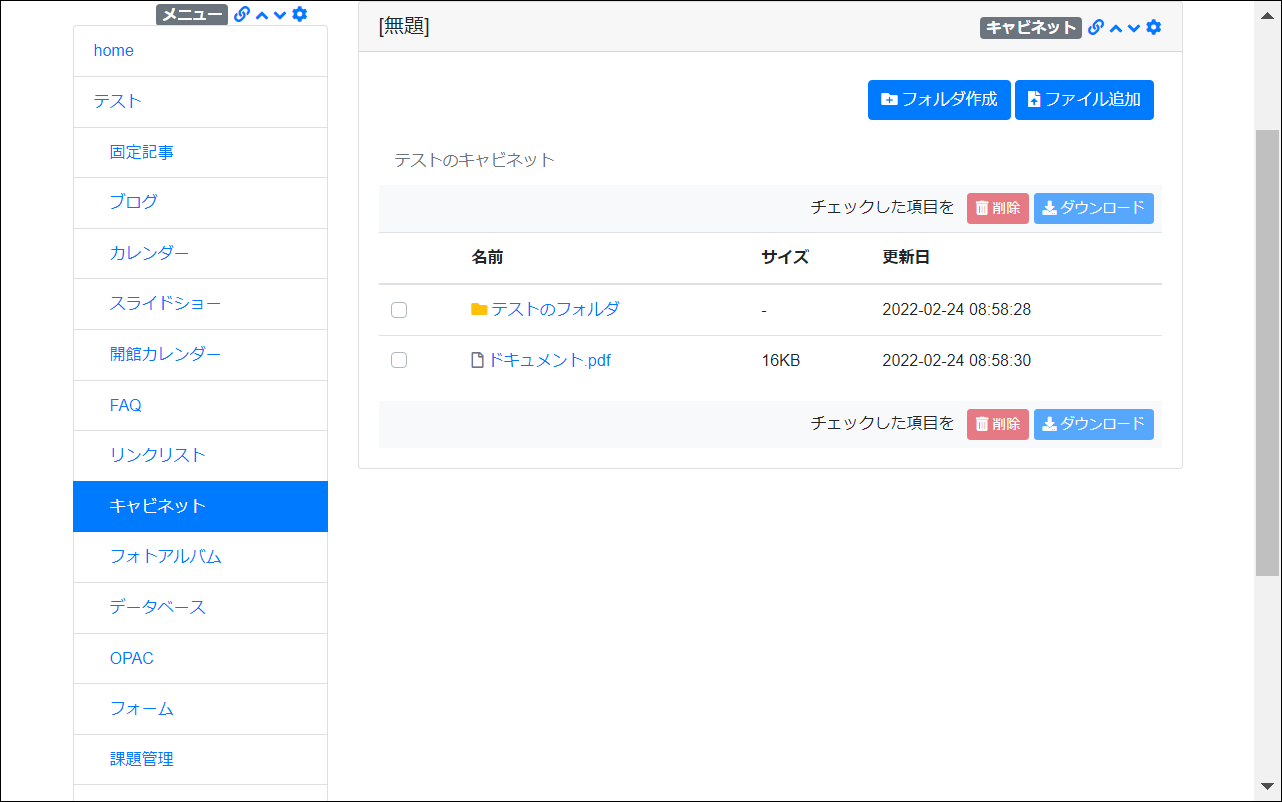 メニュー
home
テスト
固定記事
ブログ
カレンダー
スライドショー
開館カレンダー
FAQ
リンクリスト
キャビネット
フォトアルバム
データベース
OPAC
フォーム
課題管理
[無題]
キャビネット
フォルダ作成 ファイル追加
テストのキャビネット
チェックした項目を 削除 ダウンロード
名前 サイズ 更新日
テストのフォルダ - 2022-02-24 08:58:28
ドキュメント.pdf 16KB 2022-02-24 08:58:30
チェックした項目を 削除 ダウンロード